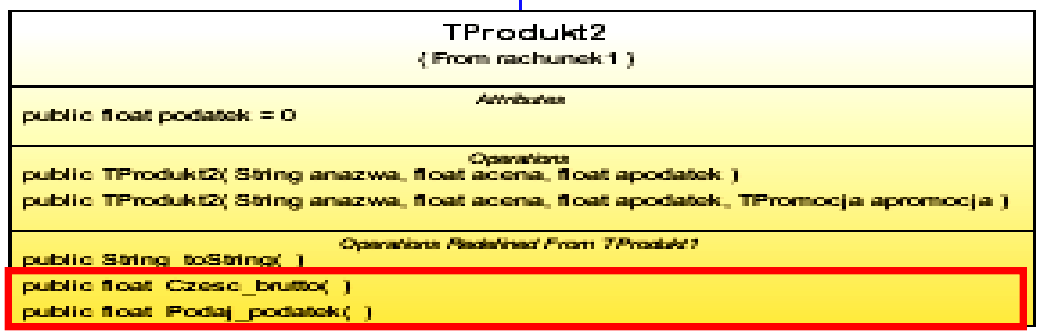 TProdukt2
{ From rachunek1 }
Attributes
public float podatek = 0
Operations
public TProdukt2( String anazwa, float acena, float apodatek )
public TProdukt2( String anazwa, float acena, float apodatek, TPromocja apromocja )
Operations Redefined From TProdukt1
public String toString( )
public float Czesc_brutto( )
public float Podaj_podatek( )